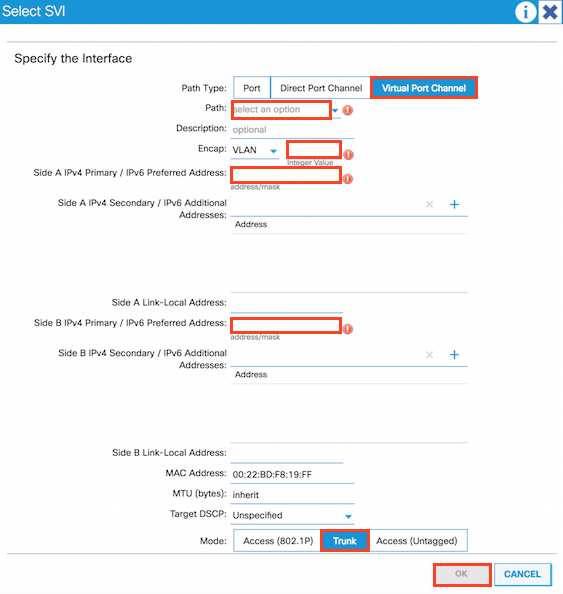 Select SVI
Specify the Interface
Path Type: Port Direct Port Channel Virtual Port Channel
Path: select an option
Description: optional
Encap: VLAN
Integer Value
Side A IPv4 Primary / IPv6 Preferred Address:
address/mask
Side A IPv4 Secondary / IPv6 Additional
Addresses:
Address
Side A Link-Local Address:
Side B IPv4 Primary / IPv6 Preferred Address:
address/mask
Side B IPv4 Secondary / IPv6 Additional
Addresses:
Address
Side B Link-Local Address:
MAC Address: 00:22:BD:F8:19:FF
MTU (bytes): inherit
Target DSCP: Unspecified
Mode: Access (802.1P) Trunk Access (Untagged)
OK CANCEL